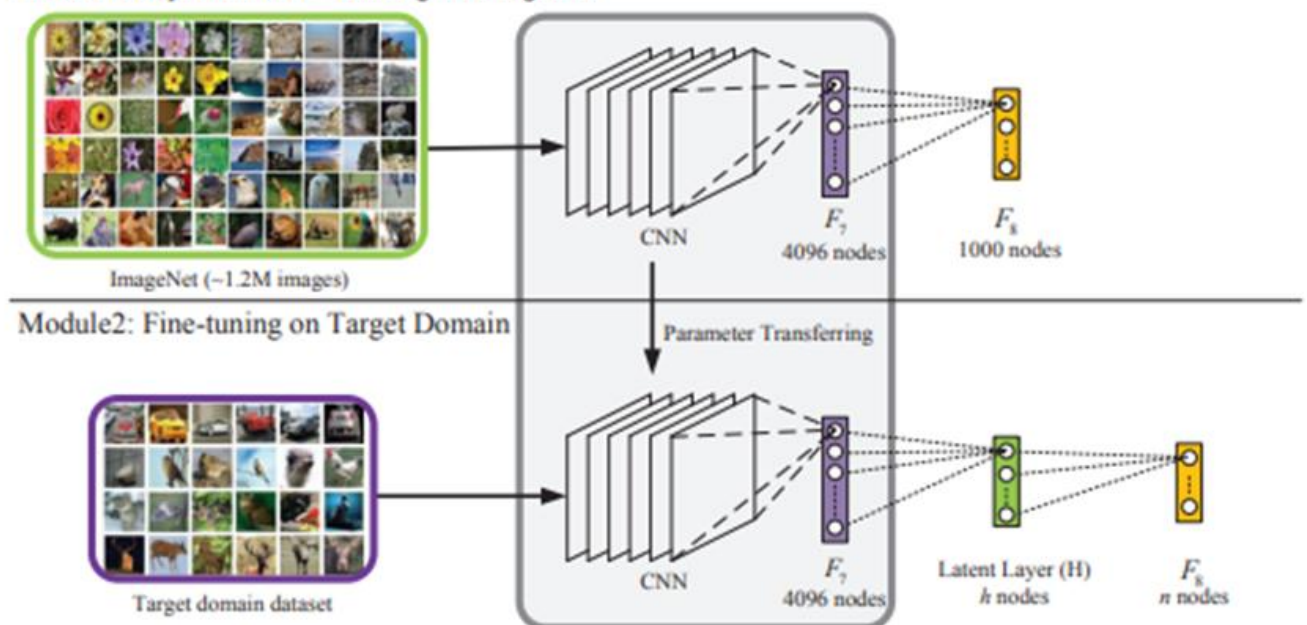 CNN
F7
4096 nodes
F8
1000 nodes
ImageNet (~1.2M images)
Module2: Fine-tuning on Target Domain
Parameter Transferring
CNN
F7
4096 nodes
Latent Layer (H)
h nodes
F8
n nodes
Target domain dataset